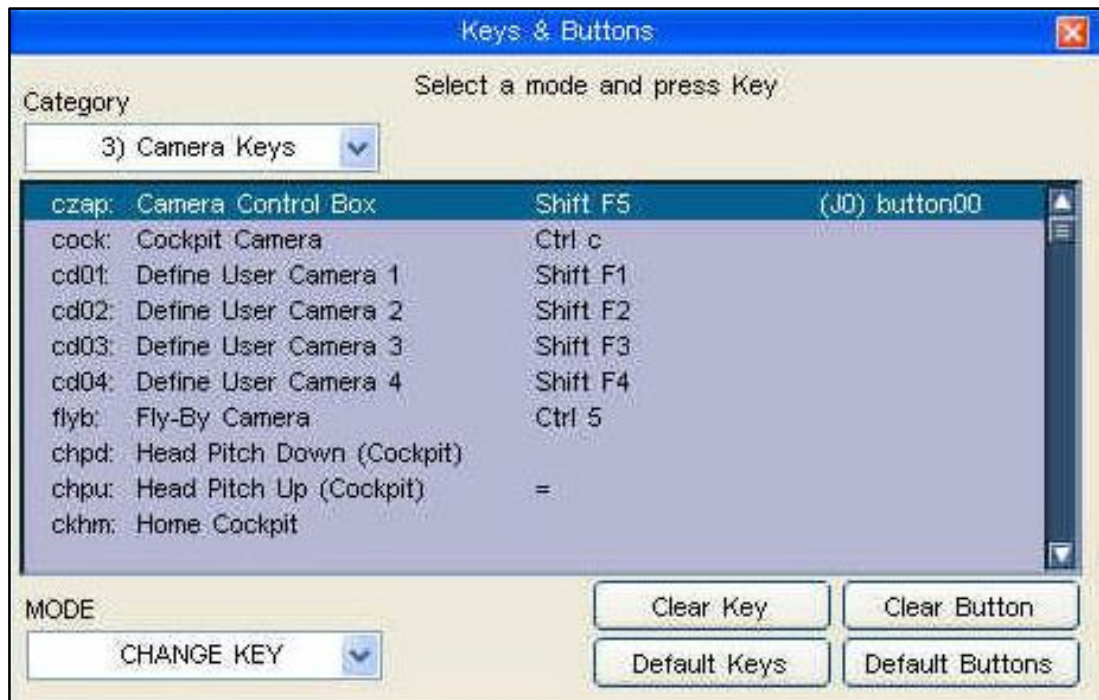 Keys & Buttons
Select a mode and press Key
Category
3) Camera Keys
czap: Camera Control Box Shift F5 (J0) button00
cock: Cockpit Camera Ctrl c
cd01: Define User Camera 1 Shift F1
cd02: Define User Camera 2 Shift F2
cd03: Define User Camera 3 Shift F3
cd04: Define User Camera 4 Shift F4
flyb: Fly-By Camera Ctrl 5
chpd: Head Pitch Down (Cockpit)
chpu: Head Pitch Up (Cockpit) =
ckhm: Home Cockpit
MODE
CHANGE KEY
Clear Key Clear Button
Default Keys Default Buttons